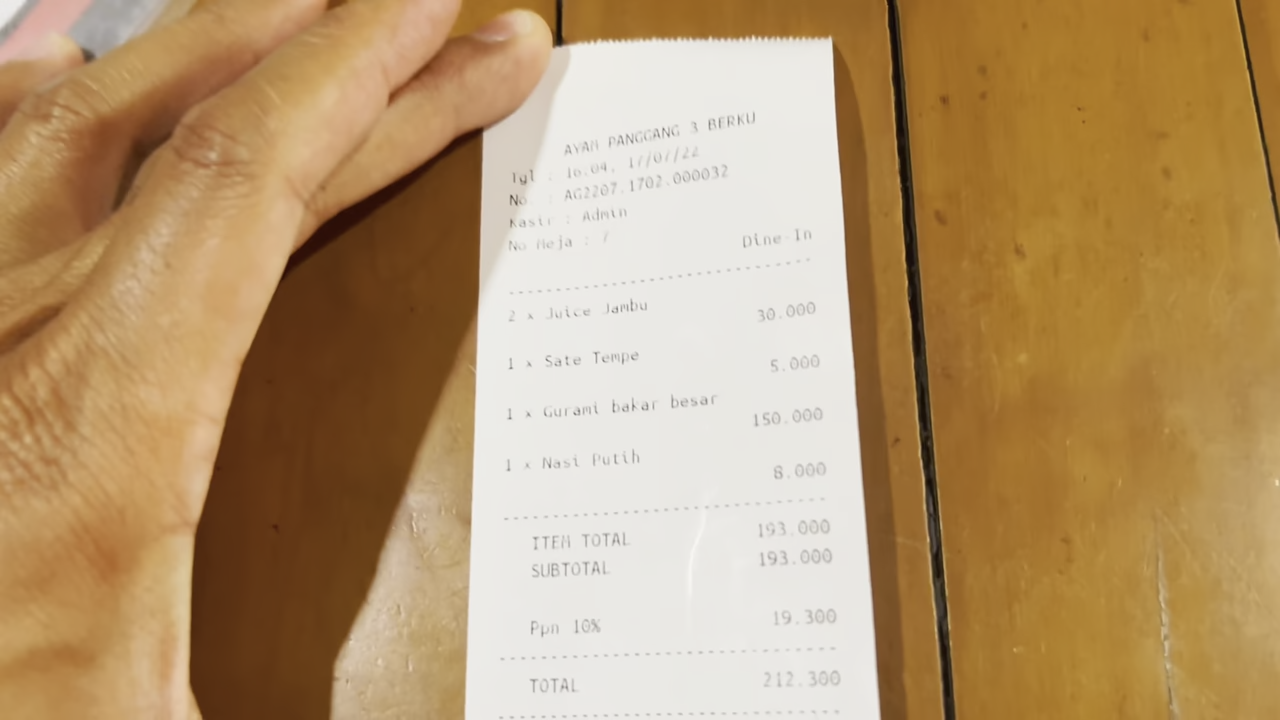 AYAM PANGGANG 3 BERKU
Tgl : 16.04, 17/07/22
No. : AG2207.1702.000032
Kasir : Admin
No Meja : 7
Dine-In
2 x Juice Jambu
30.000
1 x Sate Tempe
5.000
1 x Gurami bakar besar
150.000
1 x Nasi Putih
8.000
ITEM TOTAL 193.000
SUBTOTAL 193.000
Ppn 10% 19.300
TOTAL 212.300